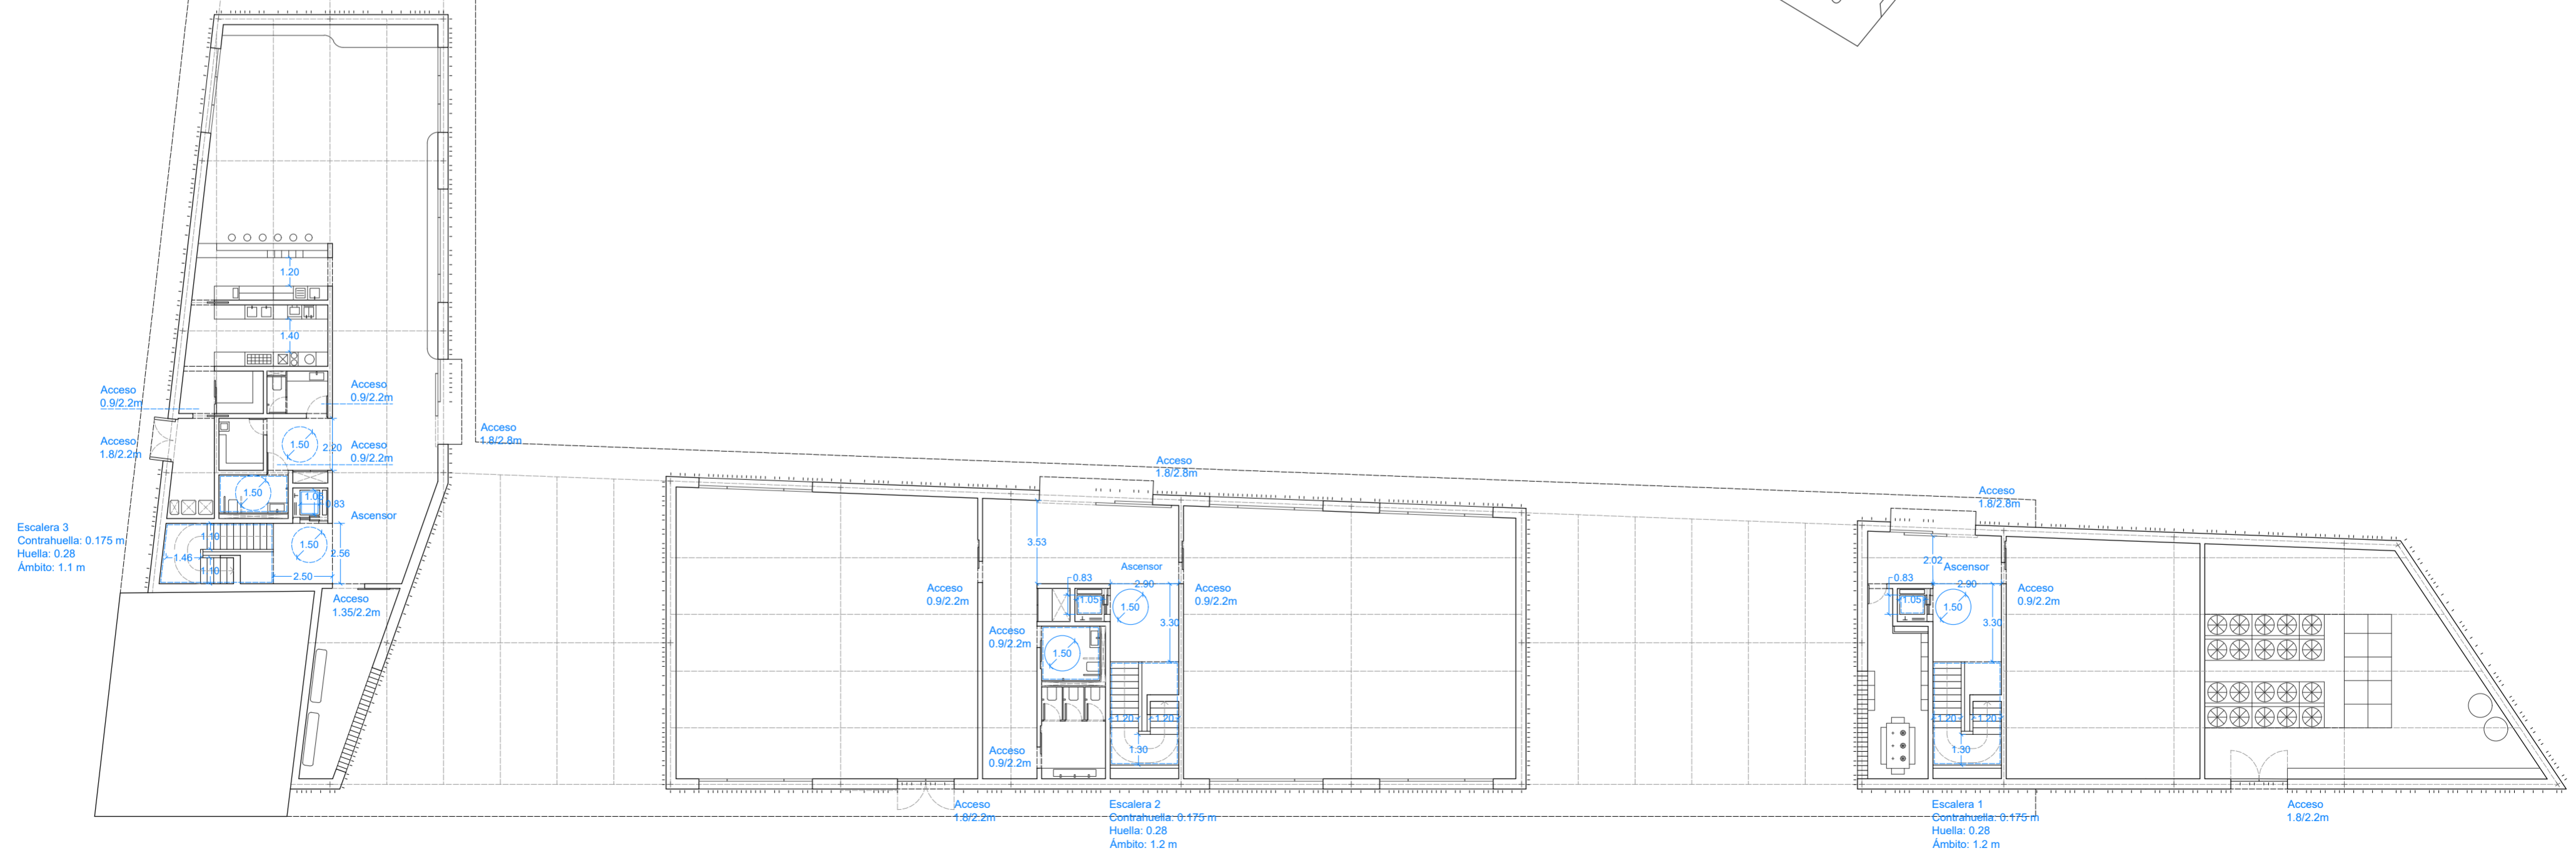 1.20
1.40
Acceso
0.9/2.2m
Acceso
0.9/2.2m
Acceso
1.8/2.2m
1.50
2.20
Acceso
0.9/2.2m
Acceso
1.8/2.8m
1.50
0.83
Ascensor
Escalera 3
Contrahuella: 0.175 m
Huella: 0.28
Ámbito: 1.1 m
1.10
1.46
1.10
1.50
2.56
2.50
Acceso
1.35/2.2m
Acceso
1.8/2.8m
3.53
Ascensor
0.83
2.90
1.05
1.50
3.30
Acceso
0.9/2.2m
Acceso
0.9/2.2m
Acceso
0.9/2.2m
1.50
1.20
1.20
1.30
Acceso
0.9/2.2m
Acceso
1.8/2.2m
Escalera 2
Contrahuella: 0.175 m
Huella: 0.28
Ámbito: 1.2 m
Acceso
1.8/2.8m
2.02
Ascensor
0.83
2.90
1.05
1.50
3.30
Acceso
0.9/2.2m
1.20
1.20
1.30
Escalera 1
Contrahuella: 0.175 m
Huella: 0.28
Ámbito: 1.2 m
Acceso
1.8/2.2m